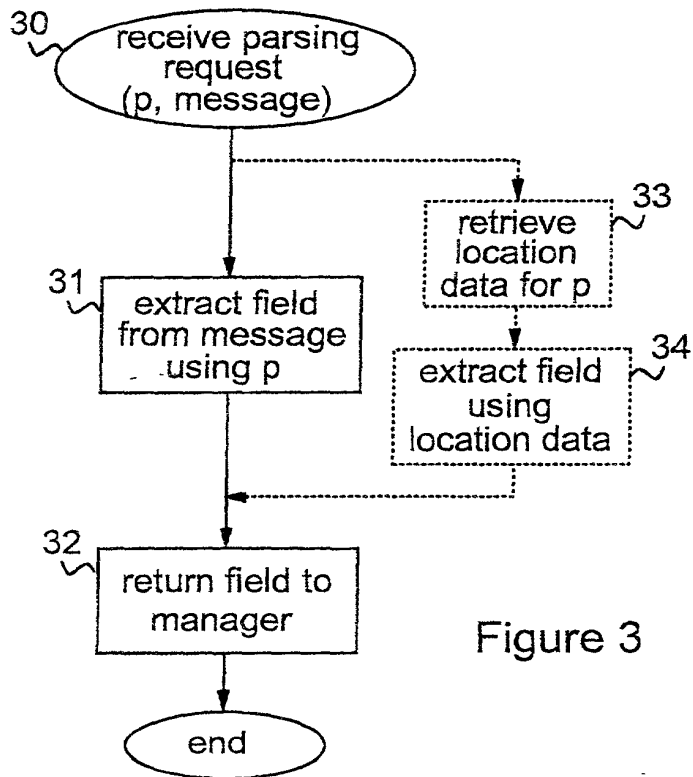 30
receive parsing
request
(p, message)
33
retrieve
location
data for p
31
extract field
from message
using p
34
extract field
using
location data
32
return field to
manager
Figure 3
end